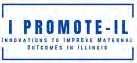 I PROMOTE-IL
INNOVATIONS TO IMPROVE MATERNAL
OUTCOMES IN ILLINOIS